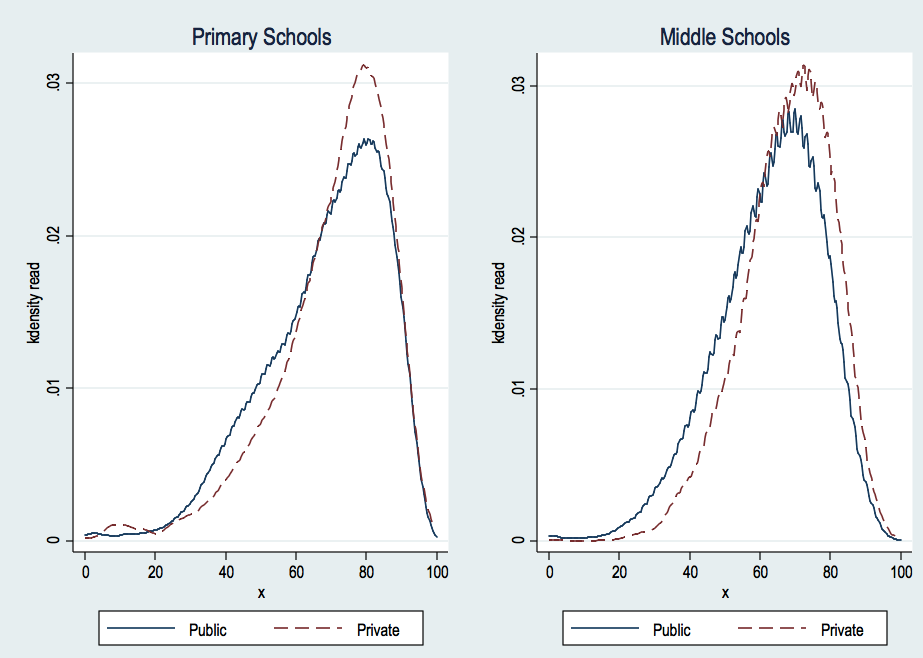 Primary Schools
kdensity read
.03
.02
.01
0
0 20 40 60 80 100
x
Public Private
Middle Schools
kdensity read
.03
.02
.01
0
0 20 40 60 80 100
x
Public Private